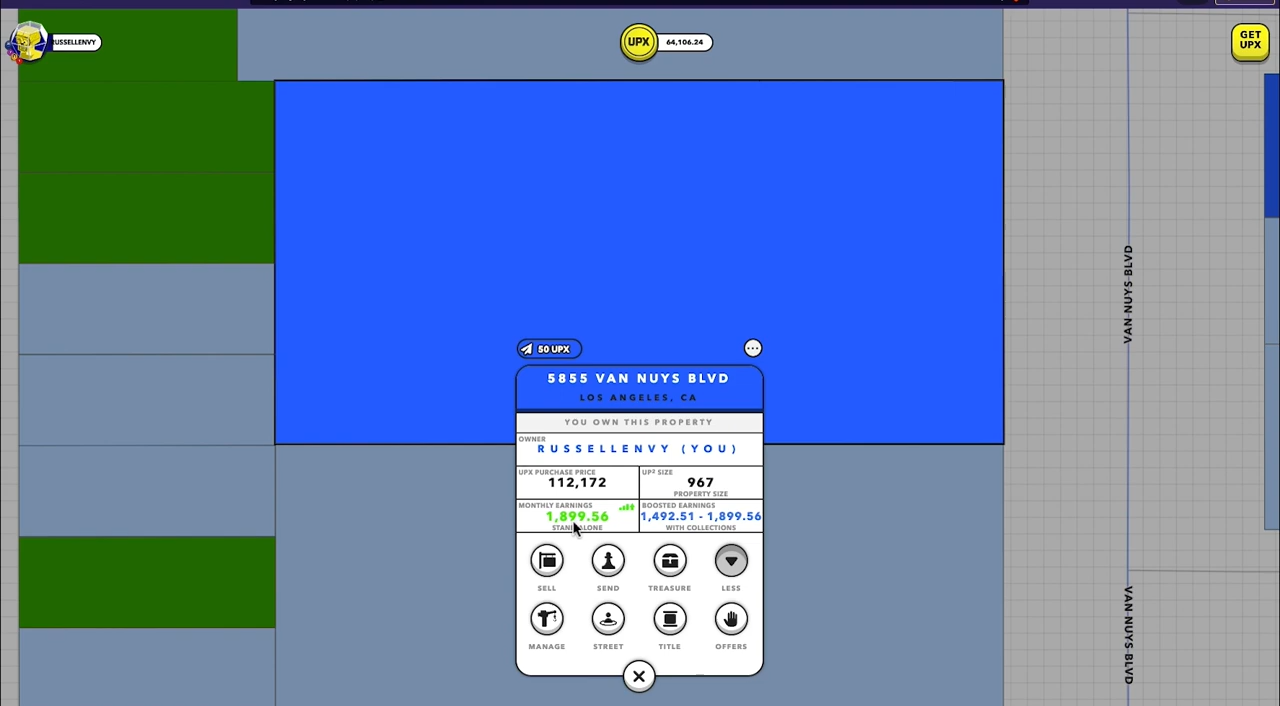 RUSSELLENVY
UPX
64,106.24
GET
UPX
VAN NUYS BLVD
50 UPX
5855 VAN NUYS BLVD
LOS ANGELES, CA
YOU OWN THIS PROPERTY
OWNER
RUSSELLENVY (YOU)
UPX PURCHASE PRICE
112,172
UP² SIZE
967
PROPERTY SIZE
MONTHLY EARNINGS
1,899.56
STANDALONE
BOOSTED EARNINGS
1,492.51 - 1,899.56
WITH COLLECTIONS
SELL
SEND
TREASURE
LESS
MANAGE
STREET
TITLE
OFFERS
VAN NUYS BLVD